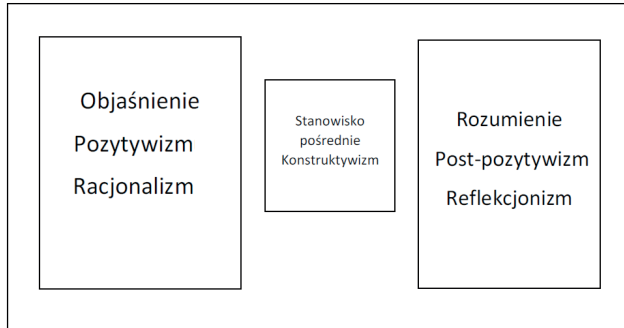 Objaśnienie
Pozytywizm
Racjonalizm
Stanowisko
pośrednie
Konstruktywizm
Rozumienie
Post-pozytywizm
Reflekcjonizm